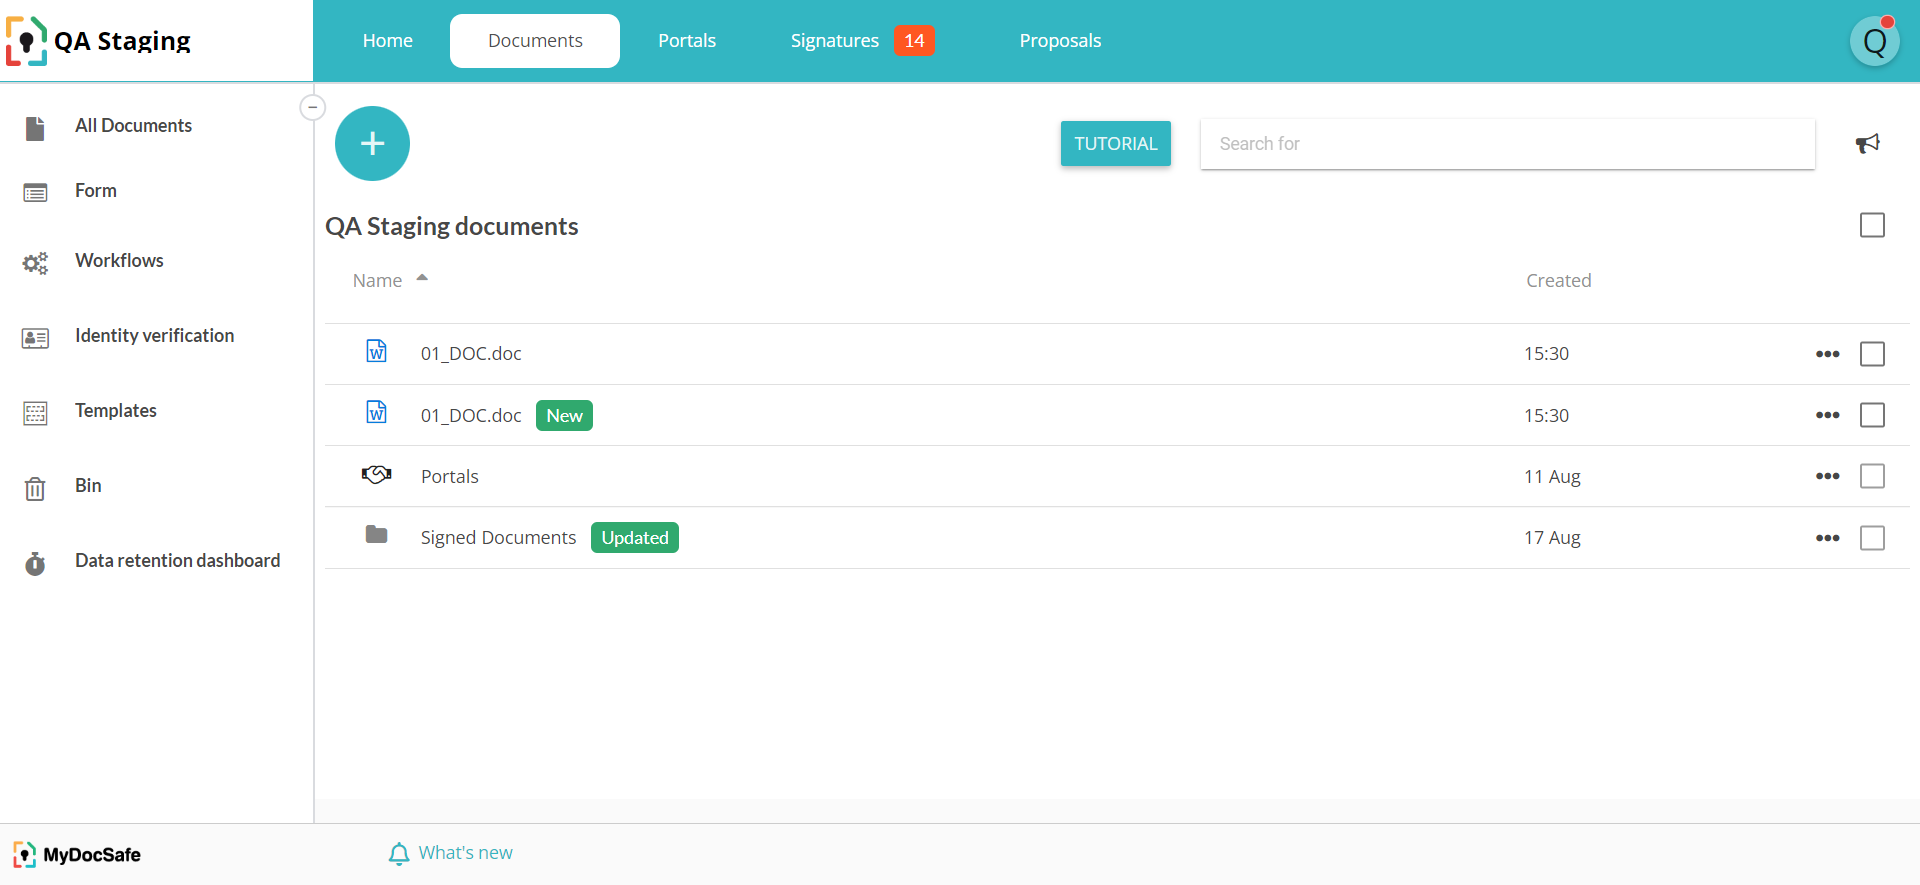 QA Staging
Home Documents Portals Signatures 14 Proposals
Q
All Documents
Form
Workflows
Identity verification
Templates
Bin
Data retention dashboard
TUTORIAL
Search for
QA Staging documents
Name Created
01_DOC.doc 15:30
01_DOC.doc New 15:30
Portals 11 Aug
Signed Documents Updated 17 Aug
MyDocSafe
What's new